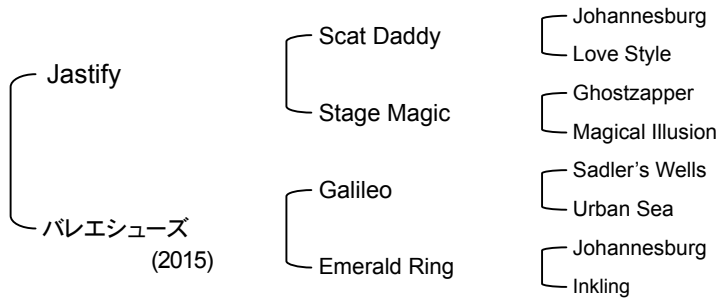 Jastify
バレエシューズ
(2015)
Scat Daddy
Stage Magic
Galileo
Emerald Ring
Johannesburg
Love Style
Ghostzapper
Magical Illusion
Sadler’s Wells
Urban Sea
Johannesburg
Inkling